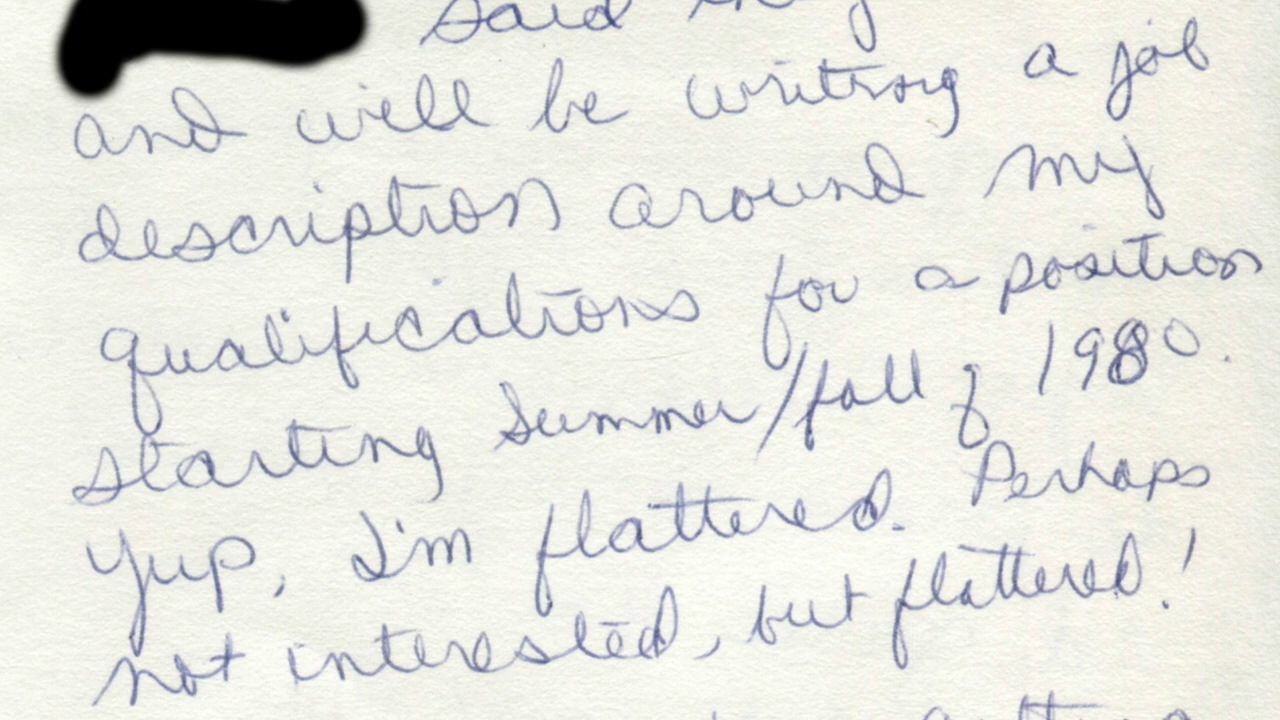 said
and will be writing a job
description around my
qualifications for a position
starting Summer/fall of 1980.
Yup, I'm flattered. Perhaps
not interested, but flattered!